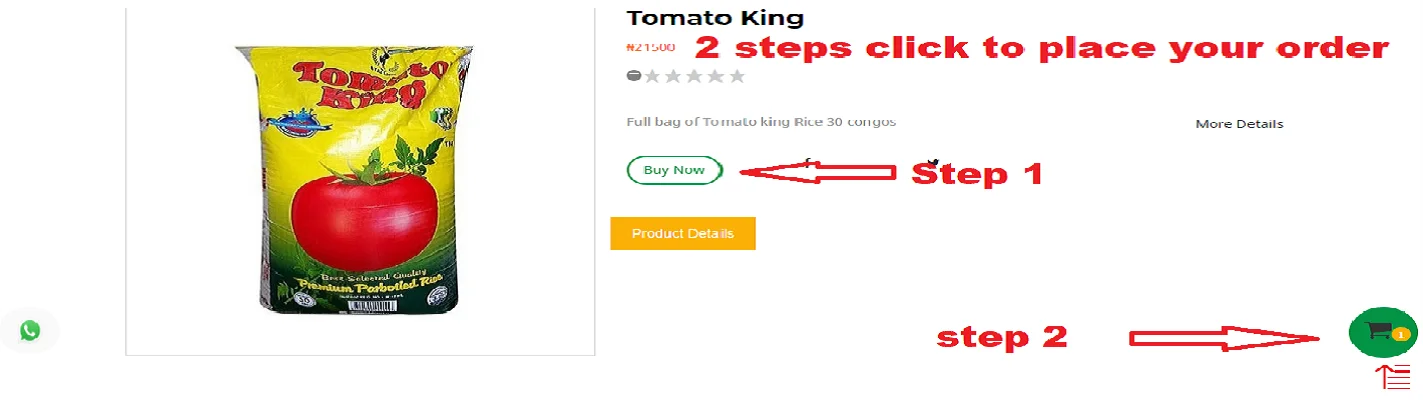 Tomato King
₦21500
2 steps click to place your order
Full bag of Tomato king Rice 30 congos
More Details
Buy Now
Step 1
Product Details
Tomato
King
TM
Best Selected Quality
Premium Parboiled Rice
step 2
1